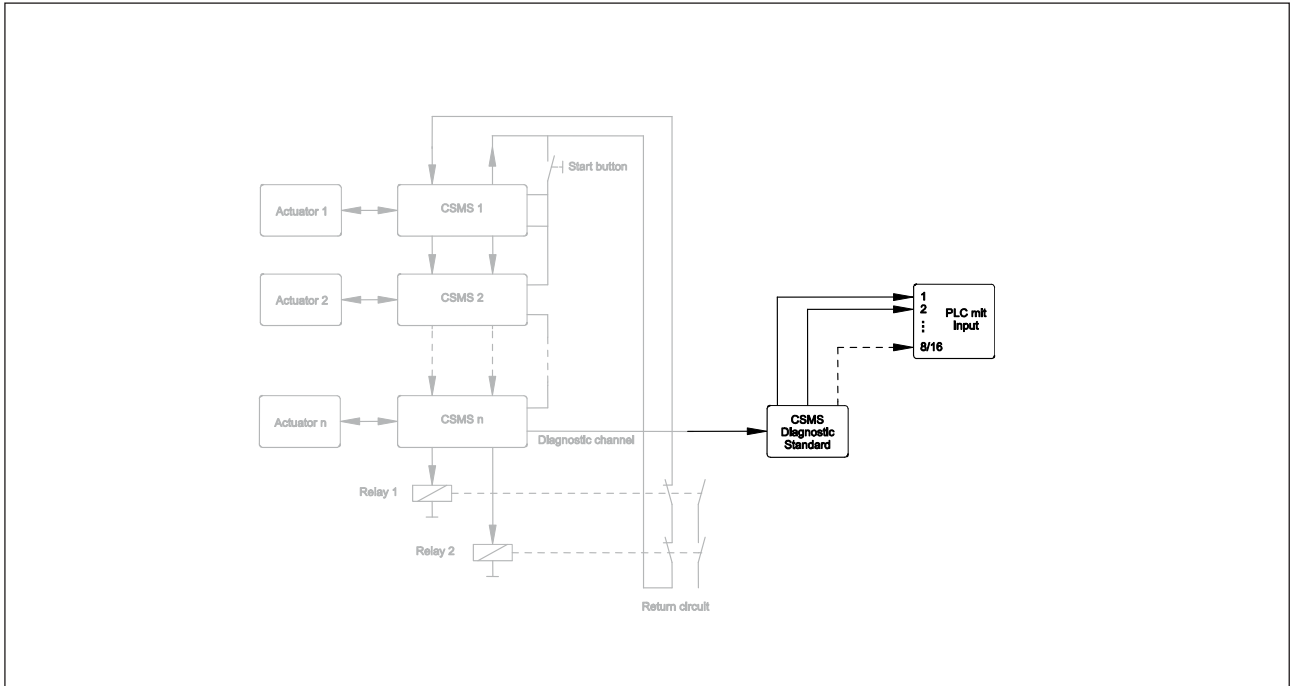 Start button
Actuator 1
CSMS 1
Actuator 2
CSMS 2
1
2
PLC mit
Input
8/16
Actuator n
CSMS n
Diagnostic channel
CSMS
Diagnostic
Standard
Relay 1
Relay 2
Return circuit